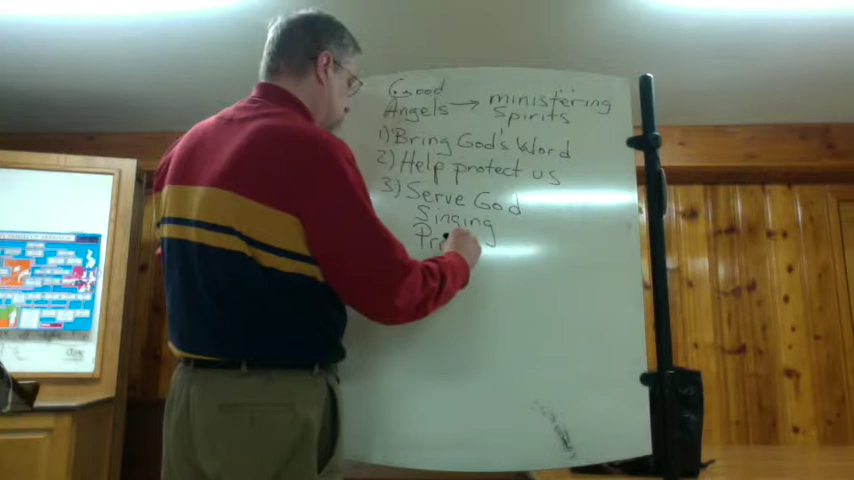 Good
Angels → ministering
spirits
1) Bring God's Word
2) Help protect us
3) Serve God
Singing
Pr